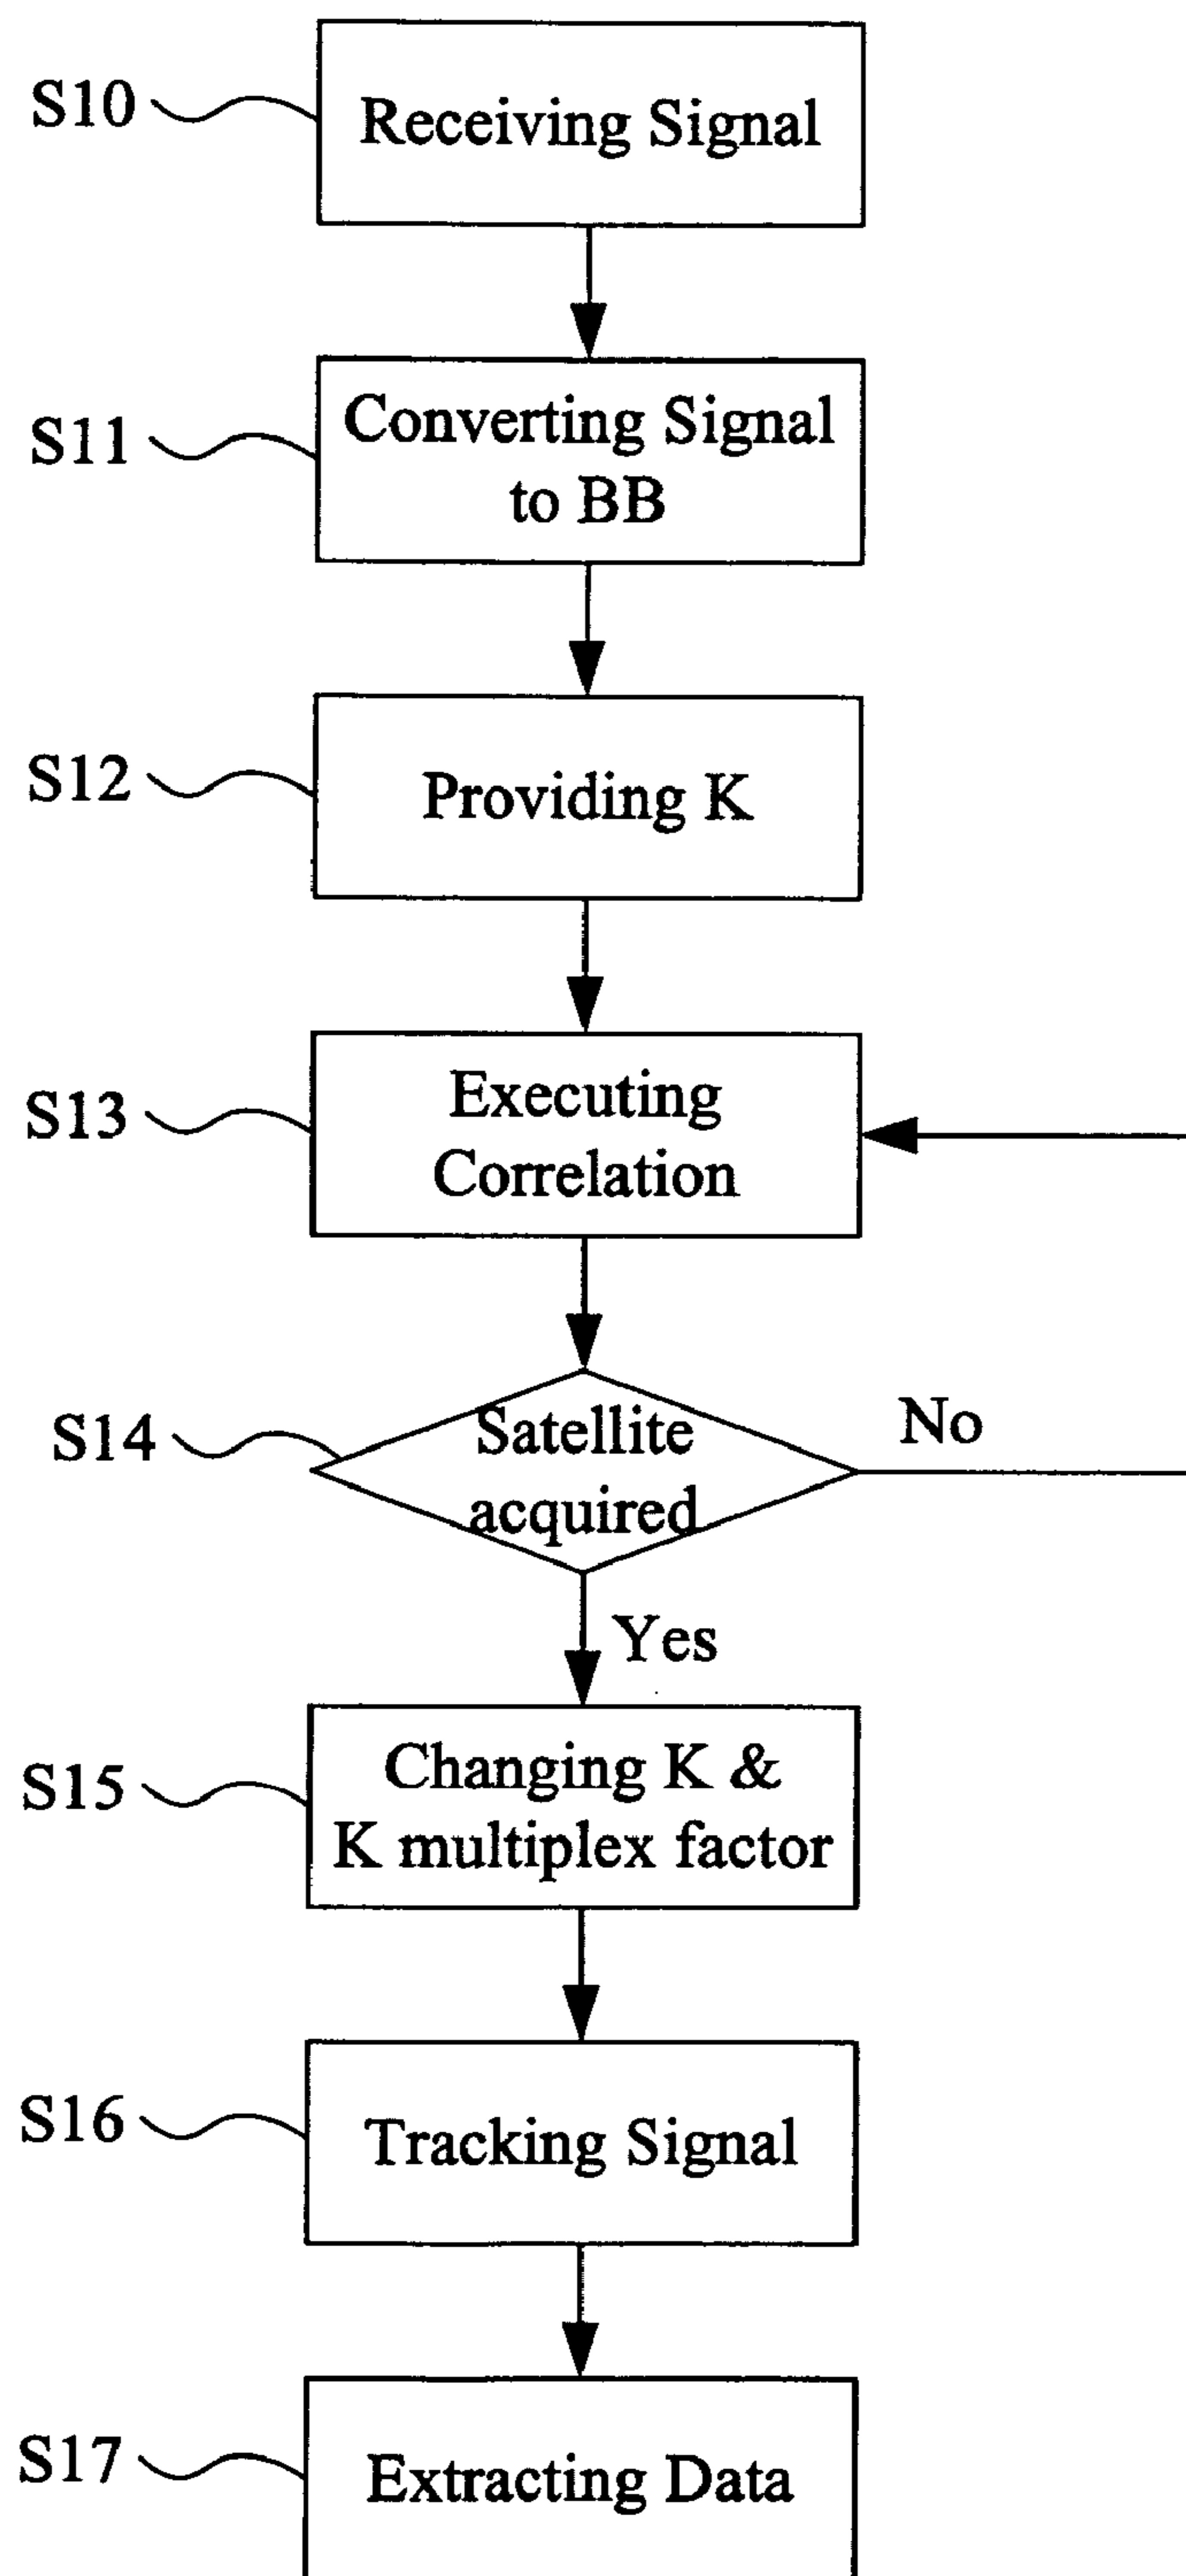 S10
Receiving Signal
S11
Converting Signal
to BB
S12
Providing K
S13
Executing
Correlation
S14
Satellite
acquired
No
Yes
S15
Changing K &
K multiplex factor
S16
Tracking Signal
S17
Extracting Data